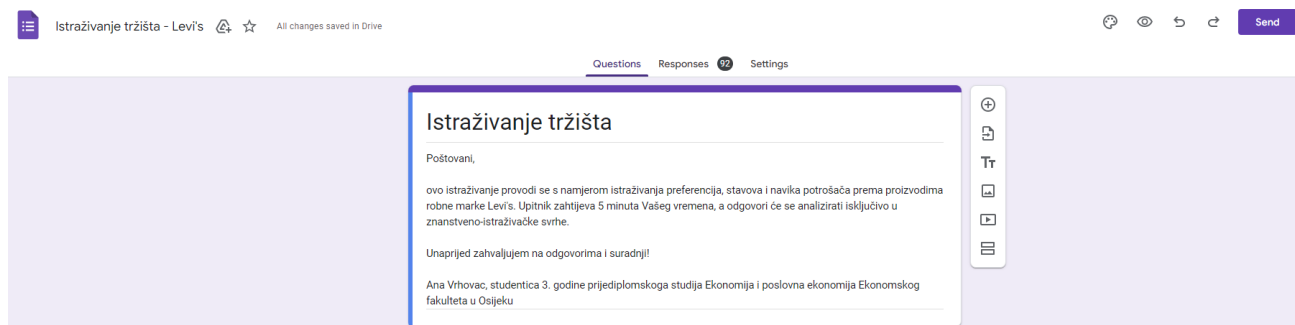 Istraživanje tržišta - Levi's
All changes saved in Drive
Send
Questions Responses 92 Settings
Istraživanje tržišta
Poštovani,
ovo istraživanje provodi se s namjerom istraživanja preferencija, stavova i navika potrošača prema proizvodima
robne marke Levi's. Upitnik zahtijeva 5 minuta Vašeg vremena, a odgovori će se analizirati isključivo u
znanstveno-istraživačke svrhe.
Unaprijed zahvaljujem na odgovorima i suradnji!
Ana Vrhovac, studentica 3. godine prijediplomskoga studija Ekonomija i poslovna ekonomija Ekonomskog
fakulteta u Osijeku
Tт